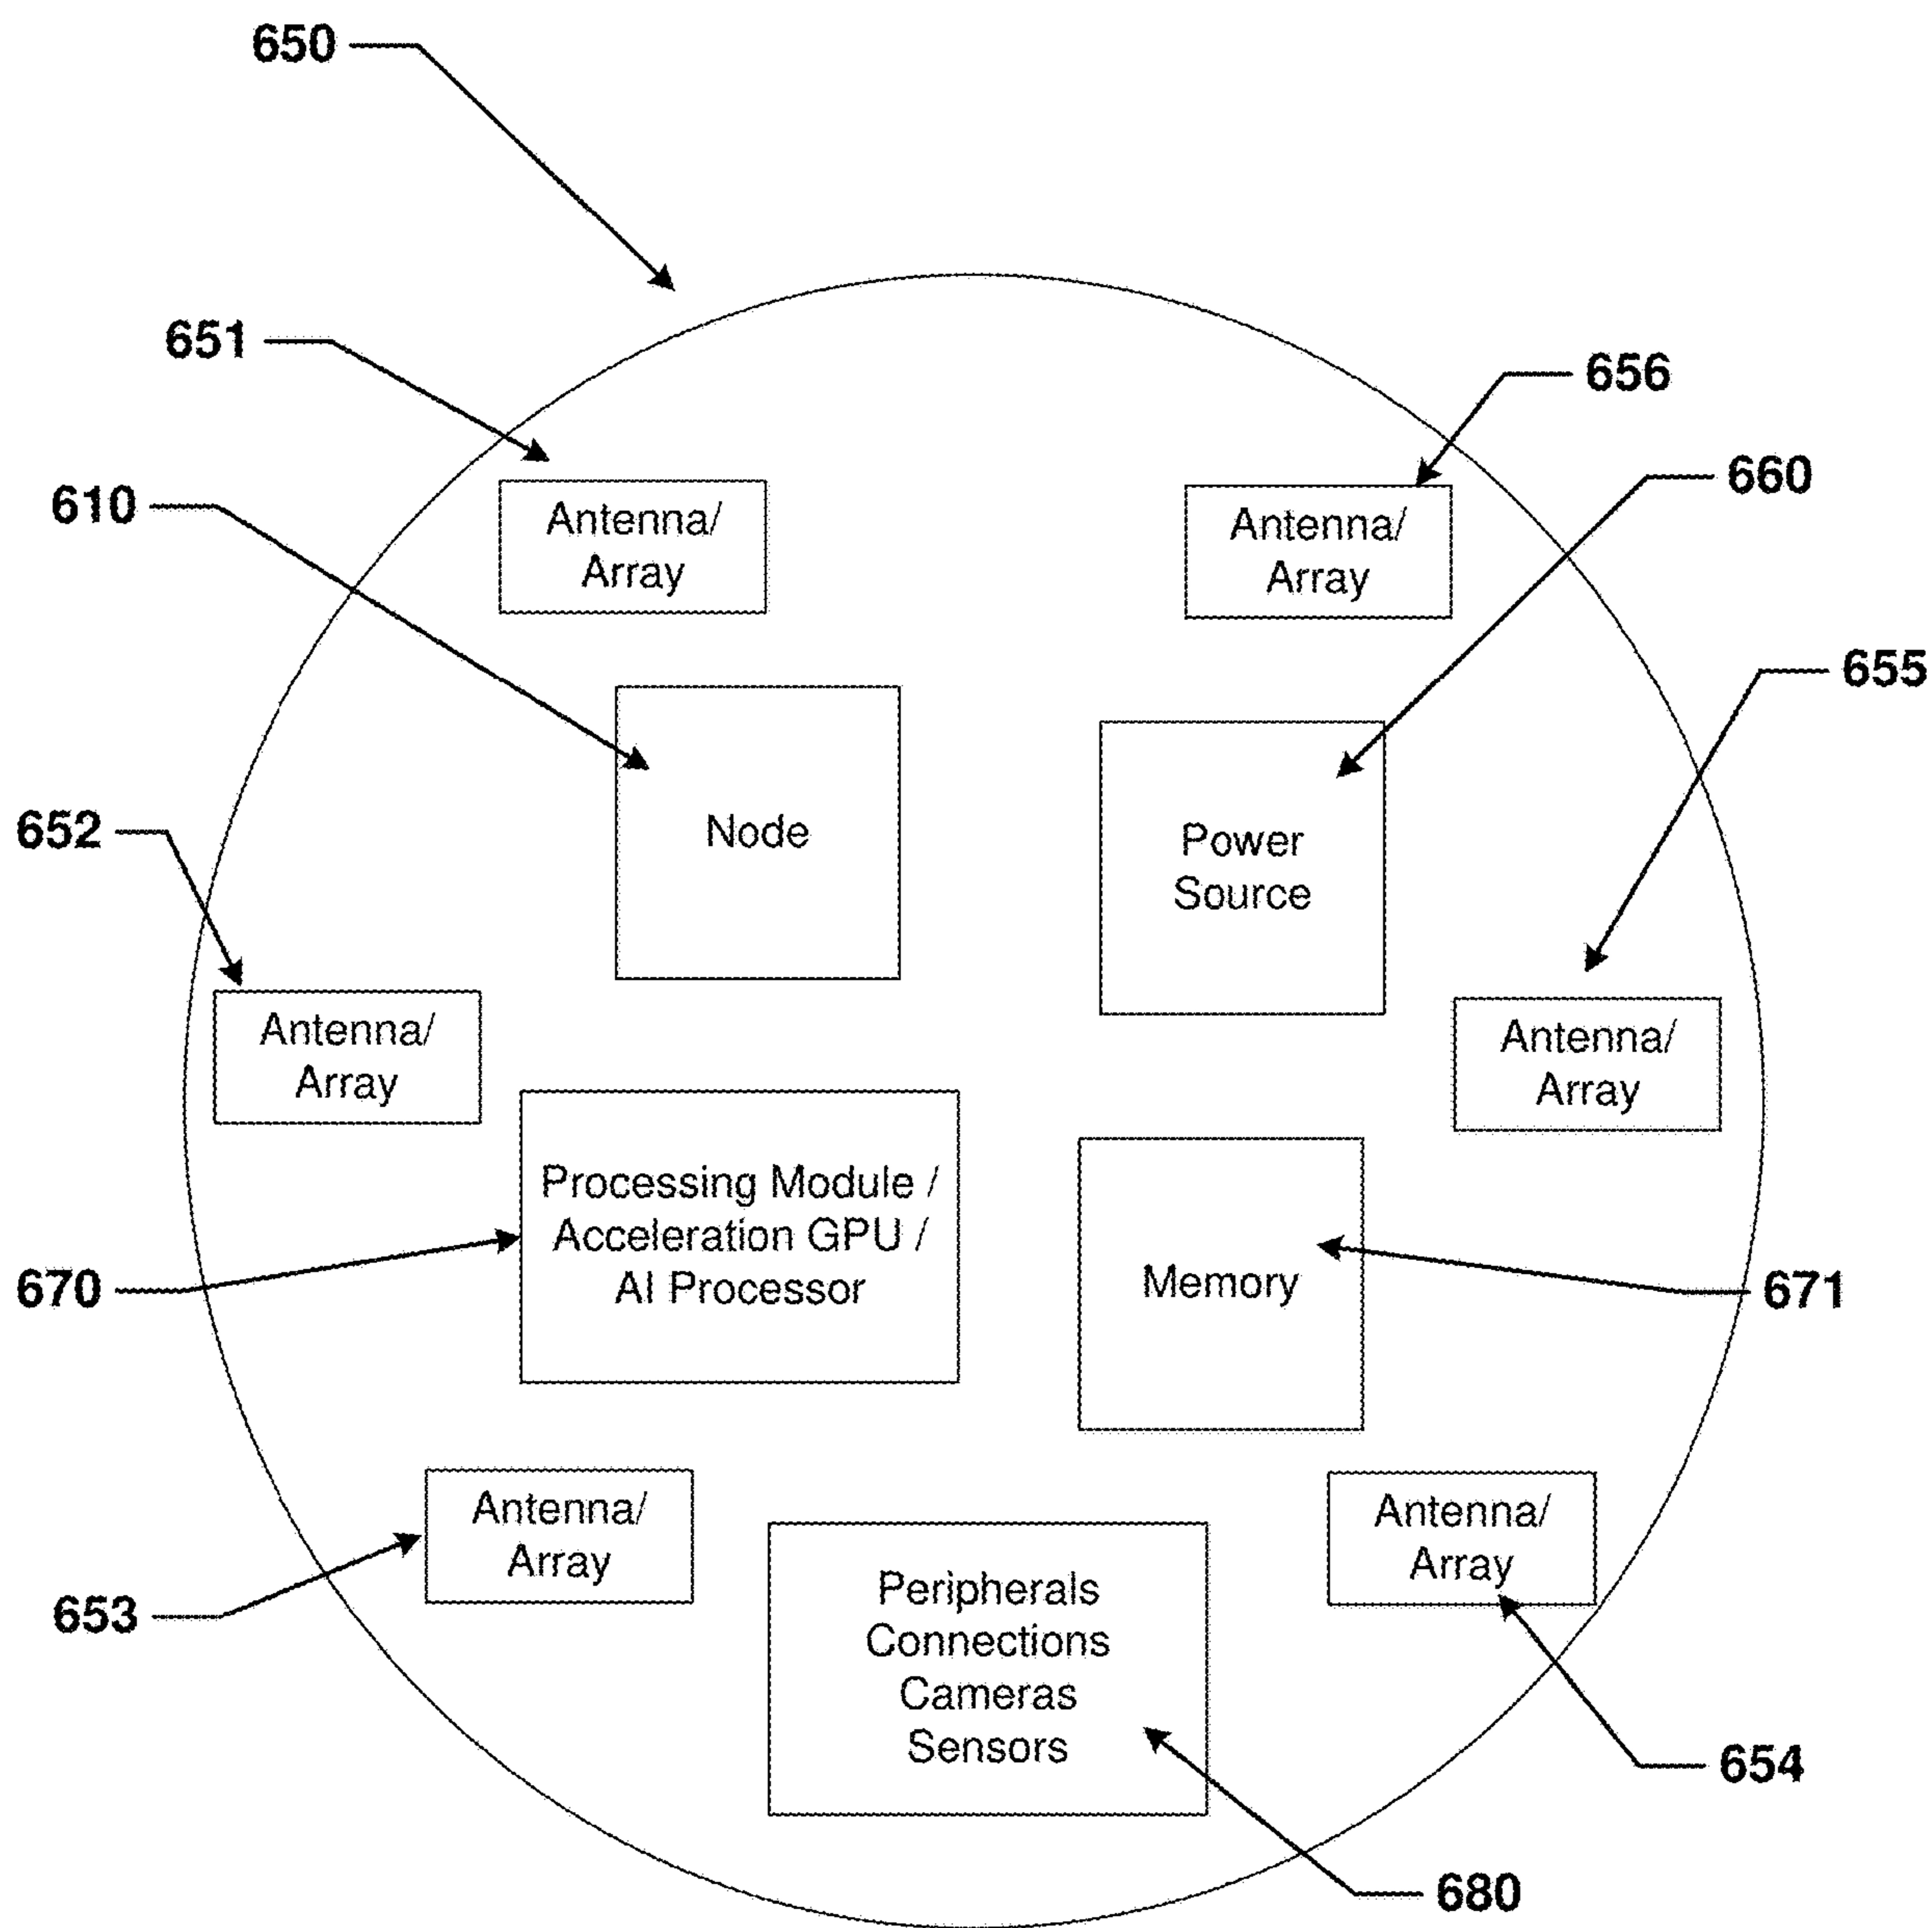 650
651
656
660
610
Antenna/
Array
Antenna/
Array
655
Node
Power
Source
652
Antenna/
Array
Antenna/
Array
Processing Module /
Acceleration GPU /
AI Processor
Memory
670
671
Antenna/
Array
Antenna/
Array
653
Peripherals
Connections
Cameras
Sensors
654
680